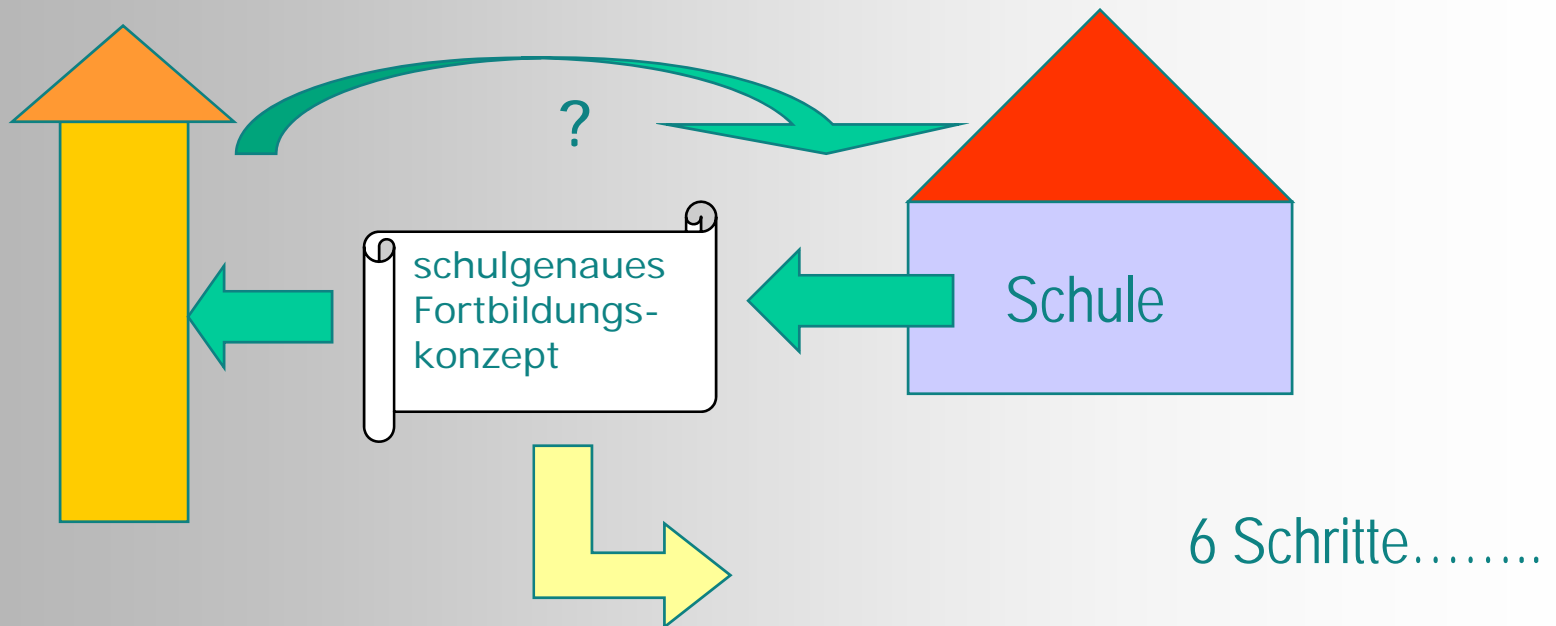 ?
schulgenaues
Fortbildungs-
konzept
Schule
6 Schritte........